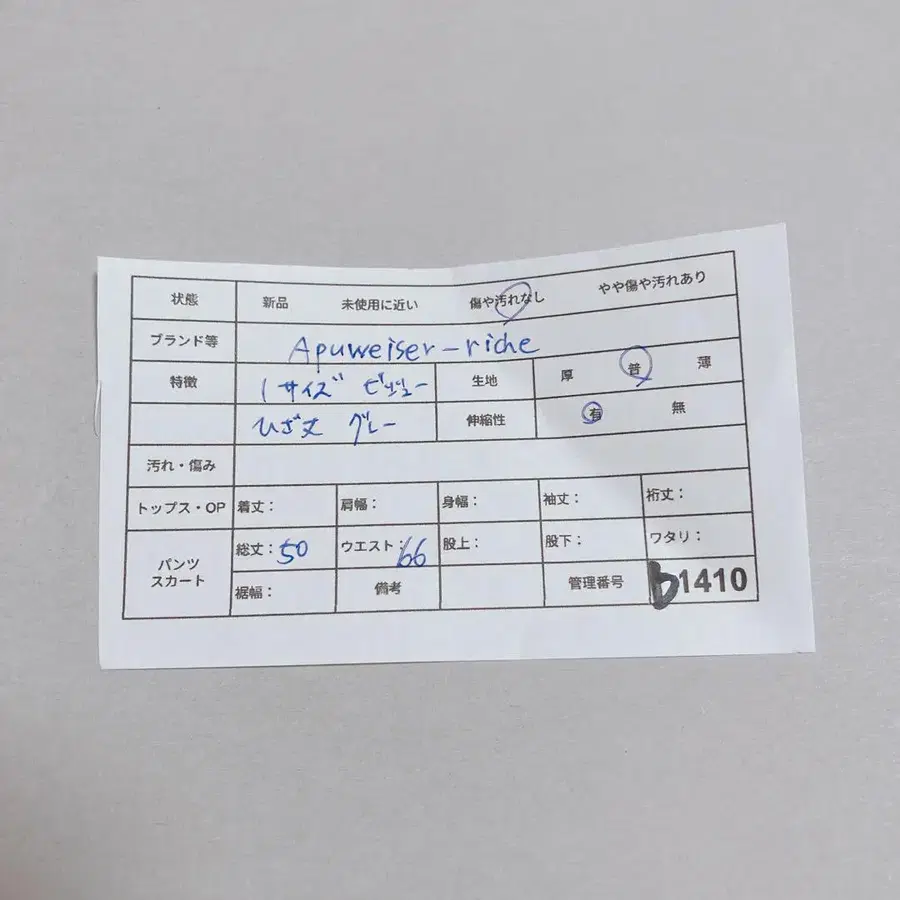 状態 新品 未使用に近い 傷や汚れなし やや傷や汚れあり
ブランド等 Apuweiser-riche
特徴 1サイズ ビジュー 生地 厚 普 薄
ひざ丈 グレー 伸縮性 有 無
汚れ・傷み
トップス・OP 着丈: 肩幅: 身幅: 袖丈: 裄丈:
パンツ スカート 総丈:50 ウエスト:66 股上: 股下: ワタリ:
裾幅: 備考 管理番号 b1410